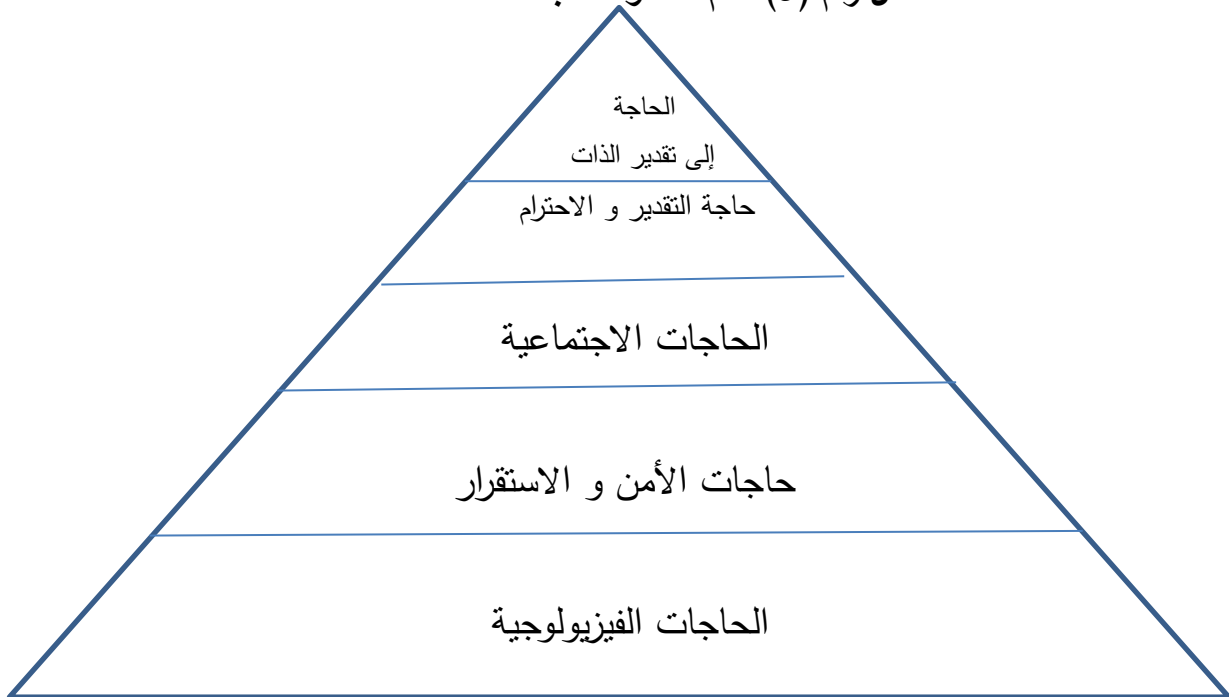 الحاجة
إلى تقدير الذات
حاجة التقدير و الاحترام
الحاجات الاجتماعية
حاجات الأمن و الاستقرار
الحاجات الفيزيولوجية